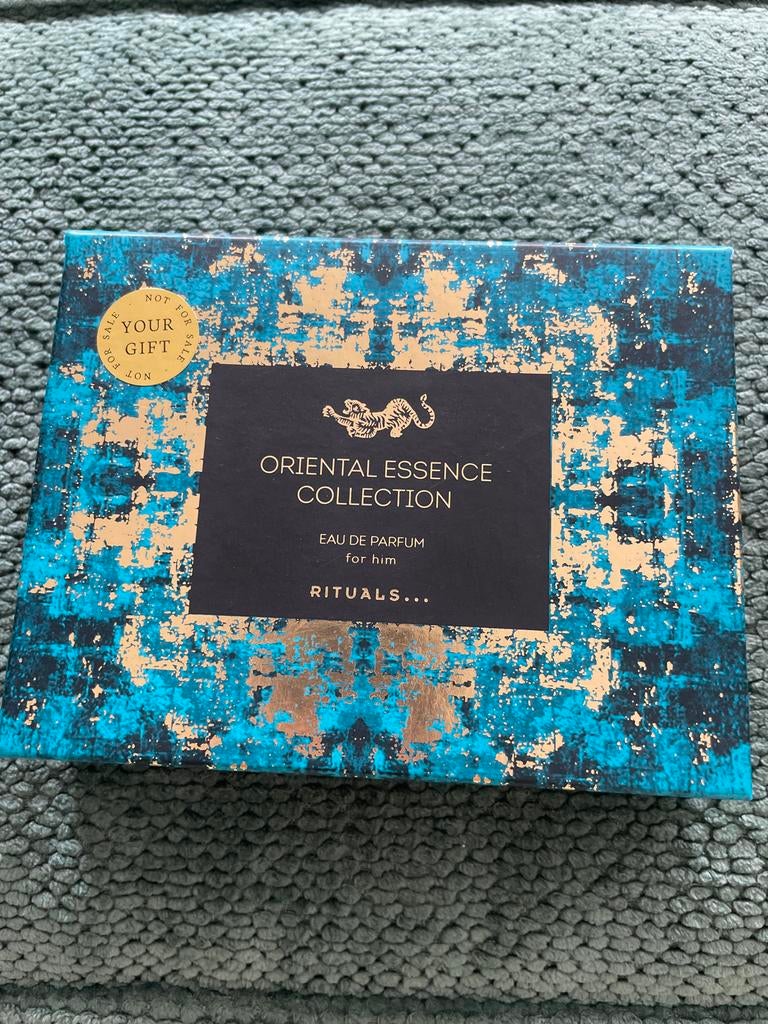 NOT FOR SALE
YOUR
GIFT
NOT FOR SALE
ORIENTAL ESSENCE
COLLECTION
EAU DE PARFUM
for him
RITUALS...